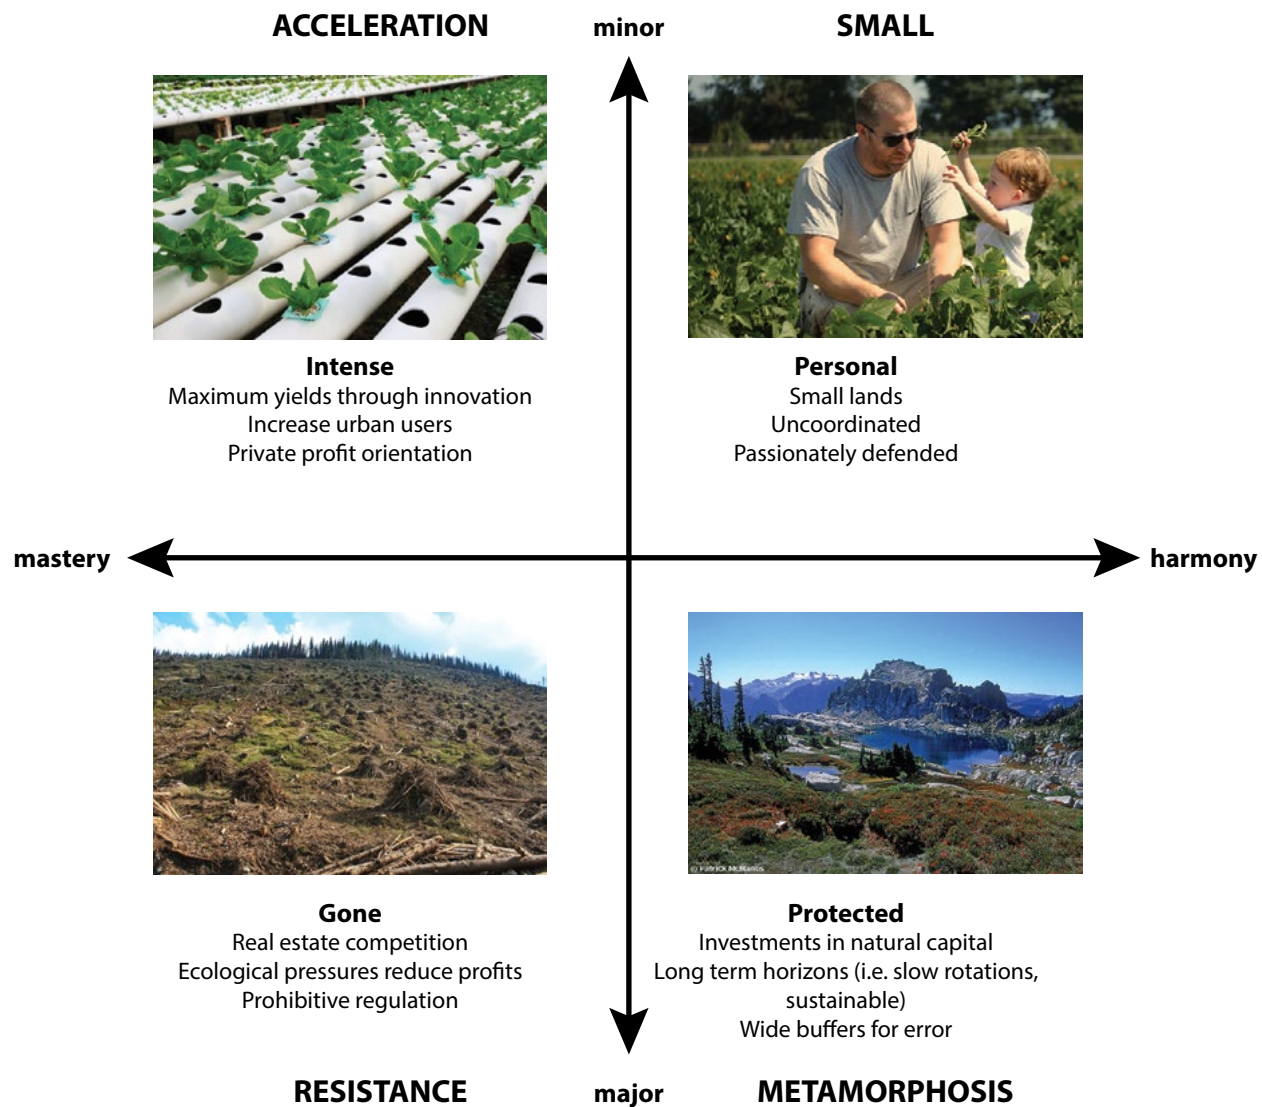 ACCELERATION
minor
SMALL
Intense
Maximum yields through innovation
Increase urban users
Private profit orientation
Personal
Small lands
Uncoordinated
Passionately defended
mastery
harmony
(c) Patrick McManus
Gone
Real estate competition
Ecological pressures reduce profits
Prohibitive regulation
Protected
Investments in natural capital
Long term horizons (i.e. slow rotations,
sustainable)
Wide buffers for error
RESISTANCE
major
METAMORPHOSIS